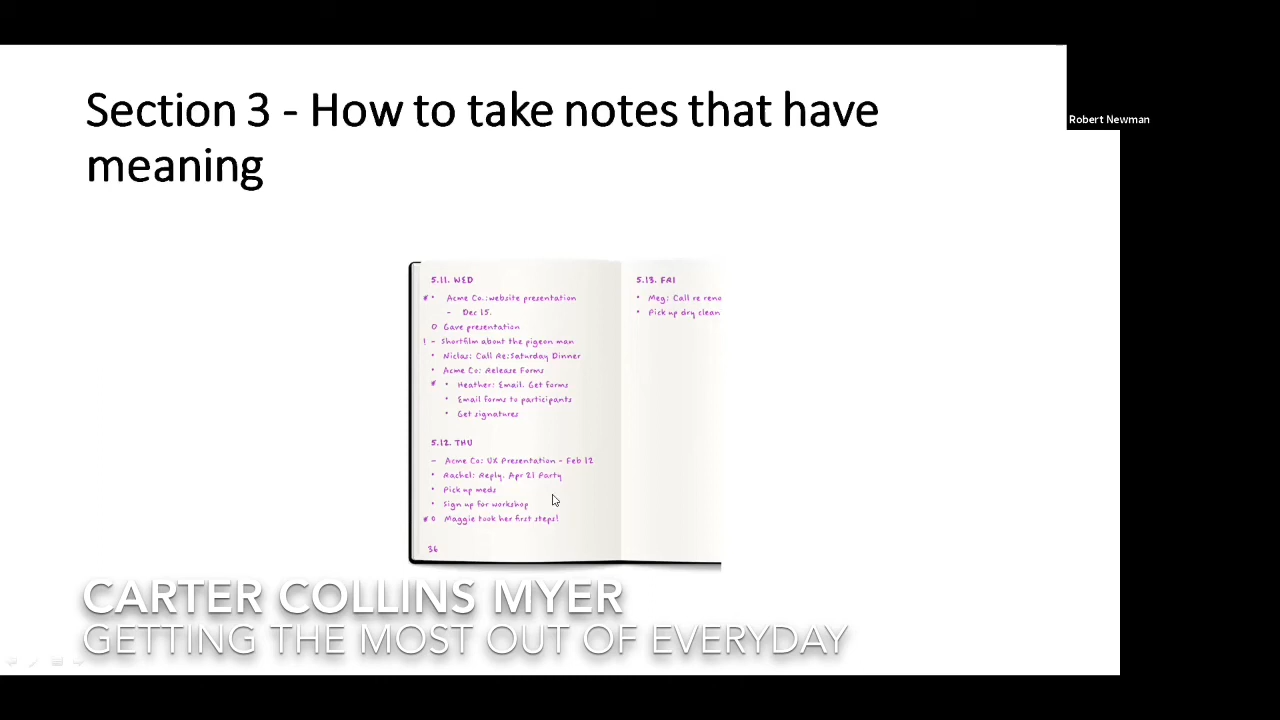 Section 3 - How to take notes that have
meaning
Robert Newman
5.11. WED
* • Acme Co.: website presentation
– Dec 15.
O Gave presentation
! – Shortfilm about the pigeon man
• Niclas: Call Re: Saturday Dinner
• Acme Co: Release Forms
* • Heather: Email. Get forms
• Email forms to participants
• Get signatures
5.12. THU
– Acme Co: UX Presentation - Feb 12
• Rachel: Reply. Apr 21 Party
• Pick up meds
• Sign up for workshop
* O Maggie took her first steps!
36
5.13. FRI
• Meg: Call re reno
• Pick up dry clean
CARTER COLLINS MYER
GETTING THE MOST OUT OF EVERYDAY